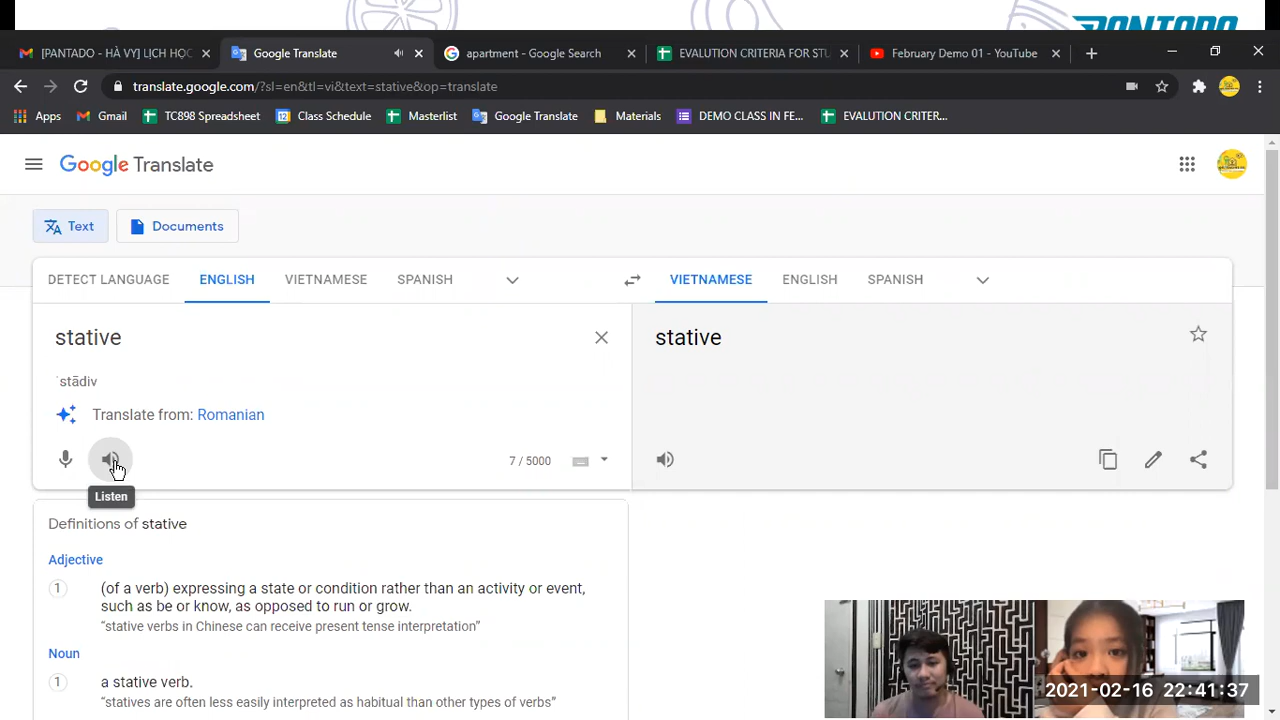 PANTADO
[PANTADO - HÀ VY] LỊCH HOC
Google Translate
apartment - Google Search
EVALUTION CRITERIA FOR STU
February Demo 01 - YouTube
translate.google.com/?sl=en&tl=vi&text=stative&op=translate
Apps
Gmail
TC898 Spreadsheet
Class Schedule
Masterlist
Google Translate
Materials
DEMO CLASS IN FE...
EVALUTION CRITER...
Google Translate
Text
Documents
DETECT LANGUAGE
ENGLISH
VIETNAMESE
SPANISH
VIETNAMESE
ENGLISH
SPANISH
stative
stative
ˈstādiv
Translate from: Romanian
7 / 5000
Listen
Definitions of stative
Adjective
1
(of a verb) expressing a state or condition rather than an activity or event,
such as be or know, as opposed to run or grow.
“stative verbs in Chinese can receive present tense interpretation”
Noun
1
a stative verb.
“statives are often less easily interpreted as habitual than other types of verbs”
2021-02-16 22:41:37